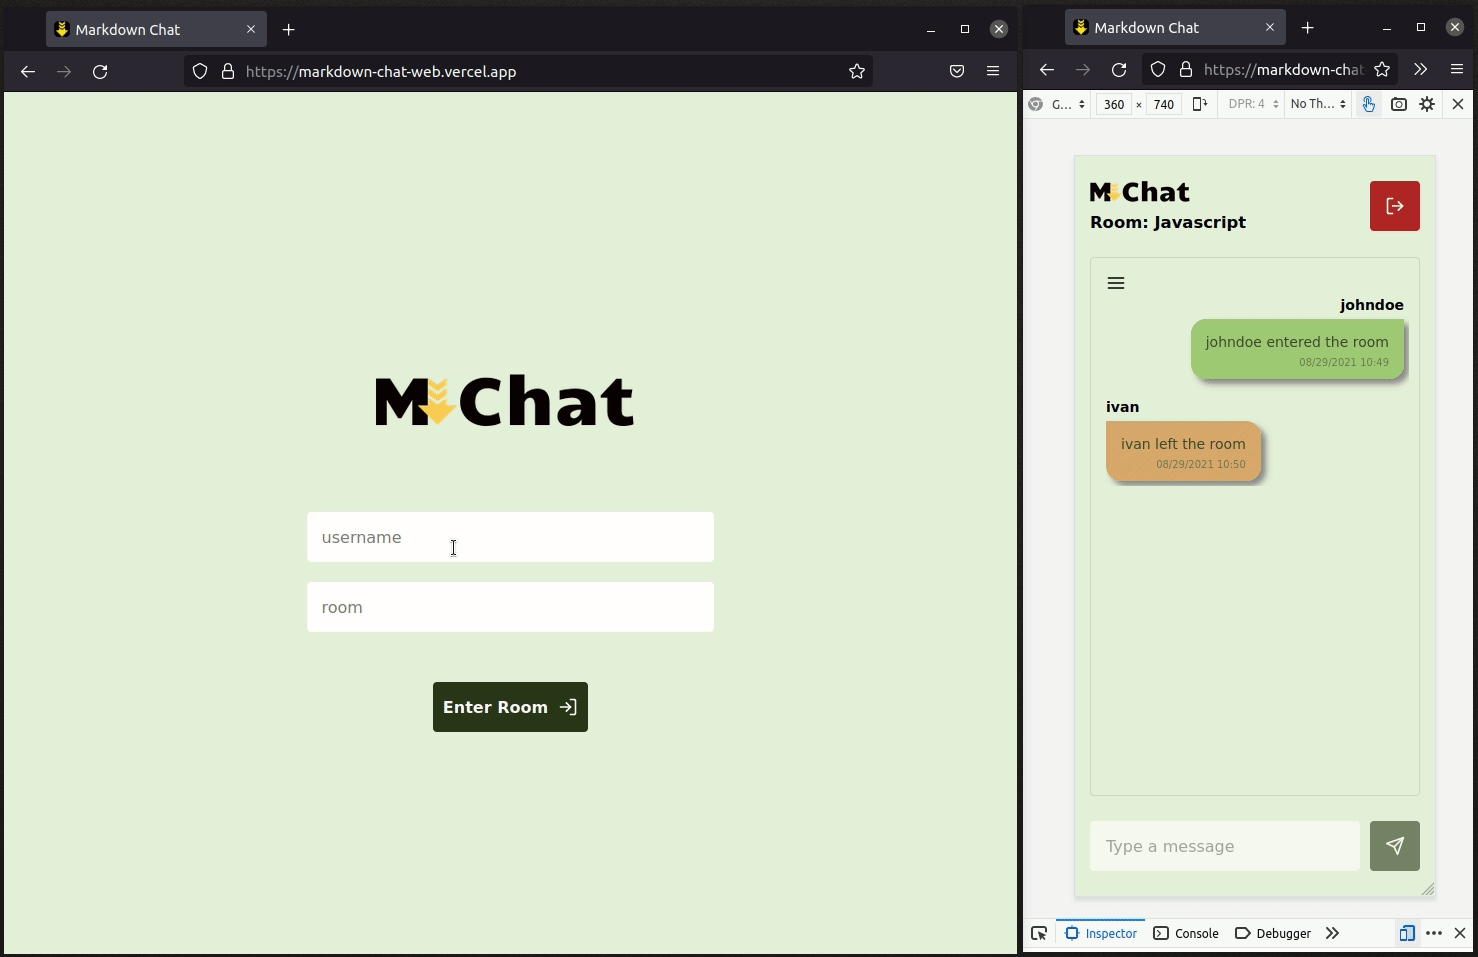 Markdown Chat
https://markdown-chat-web.vercel.app
M Chat
username
room
Enter Room
Markdown Chat
https://markdown-chat
G... 360 × 740 DPR: 4 No Th...
M Chat
Room: Javascript
johndoe
johndoe entered the room
08/29/2021 10:49
ivan
ivan left the room
08/29/2021 10:50
Type a message
Inspector Console Debugger